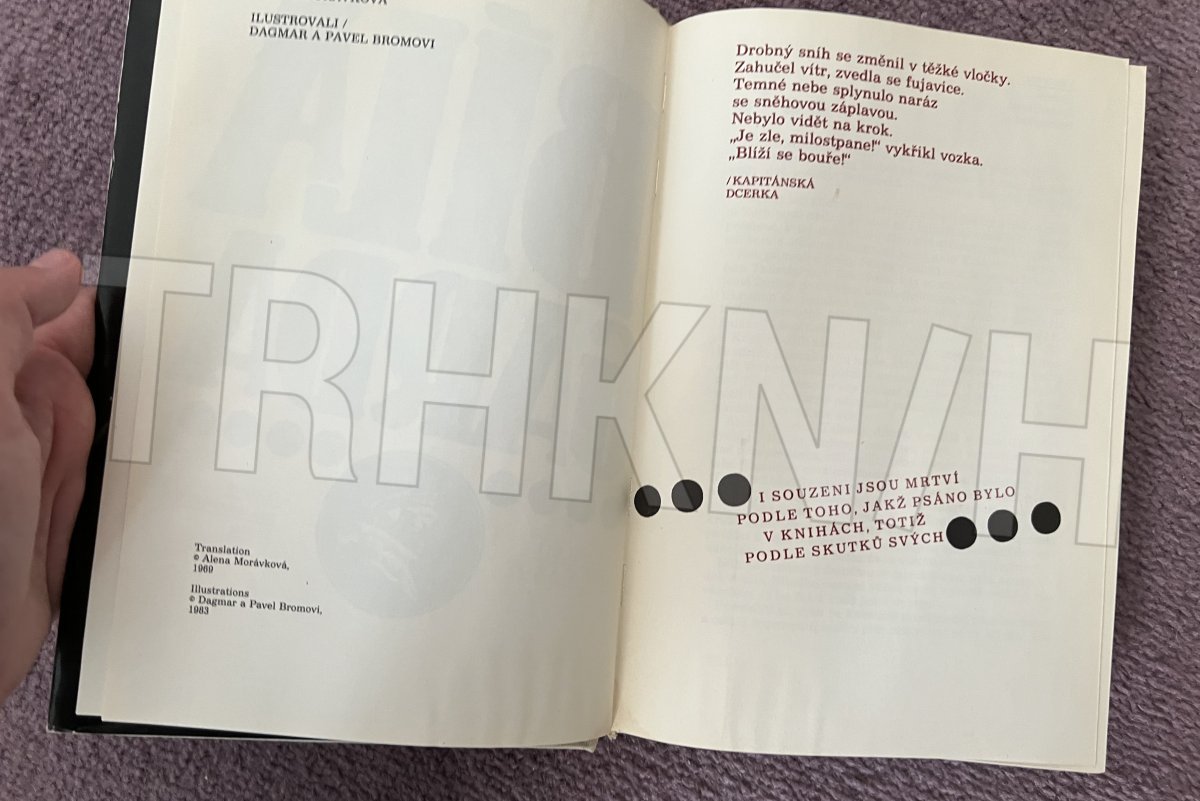 ILUSTROVALI /
DAGMAR A PAVEL BROMOVI
Translation
© Alena Morávková,
1969
Illustrations
© Dagmar a Pavel Bromovi,
1983
Drobný sníh se změnil v těžké vločky.
Zahučel vítr, zvedla se fujavice.
Temné nebe splynulo naráz
se sněhovou záplavou.
Nebylo vidět na krok.
„Je zle, milostpane!“ vykřikl vozka.
„Blíží se bouře!“
/KAPITÁNSKÁ
DCERKA
I SOUZENI JSOU MRTVÍ
PODLE TOHO, JAKŽ PSÁNO BYLO
V KNIHÁCH, TOTIŽ
PODLE SKUTKŮ SVÝCH
TRHKN/H